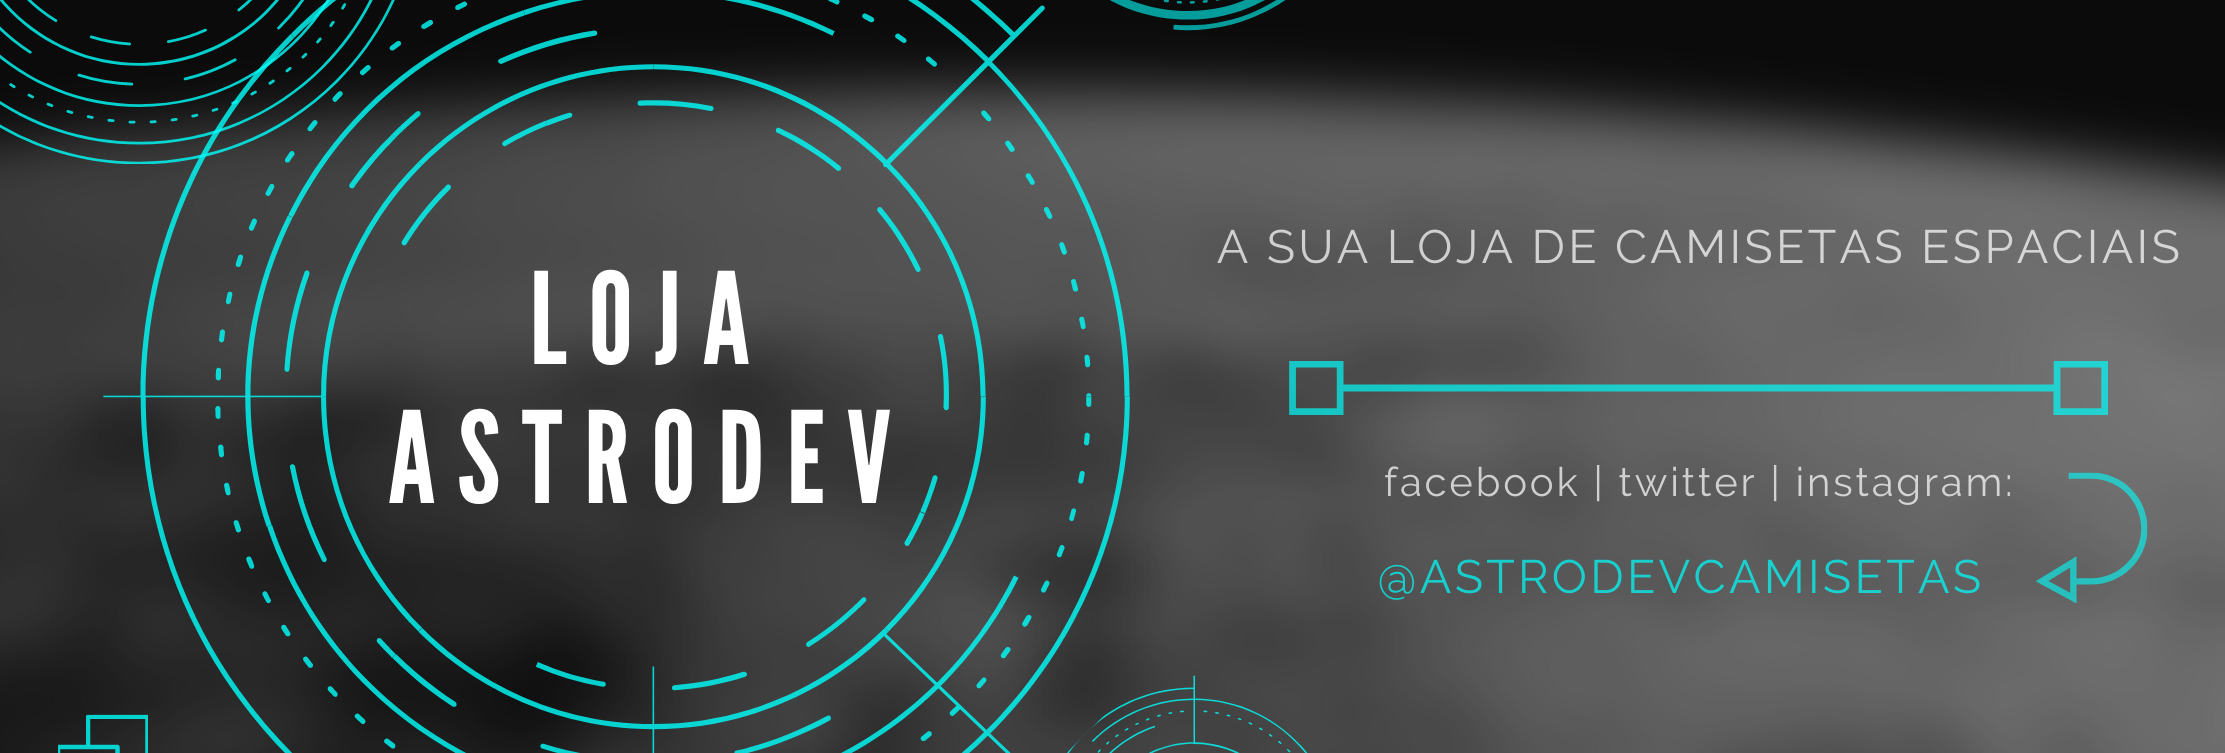 LOJA
ASTRODEV
A SUA LOJA DE CAMISETAS ESPACIAIS
facebook | twitter | instagram:
@ASTRODEVCAMISETAS